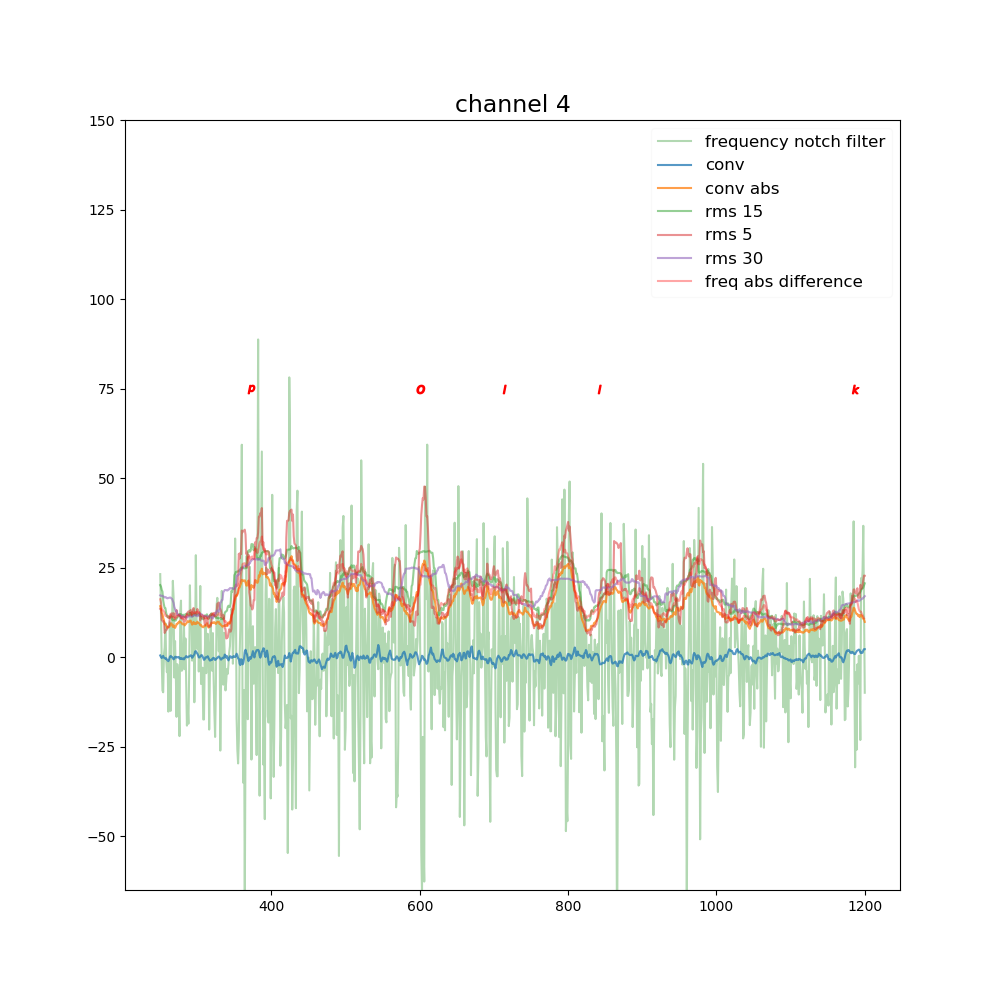 channel 4
150
125
100
75
50
25
0
−25
−50
frequency notch filter
conv
conv abs
rms 15
rms 5
rms 30
freq abs difference
p O l l k
400 600 800 1000 1200